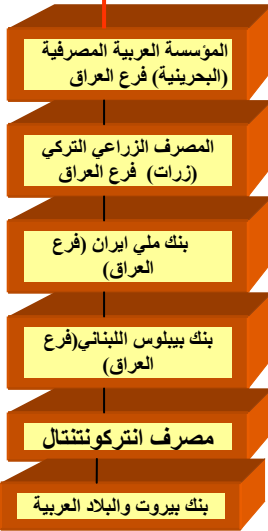 المؤسسة العربية المصرفية
(البحرينية) فرع العراق
المصرف الزراعي التركي
(زرات) فرع العراق
بنك ملي ايران (فرع
العراق)
بنك بيبلوس اللبناني(فرع
العراق)
مصرف انتركونتنتال
بنك بيروت والبلاد العربية